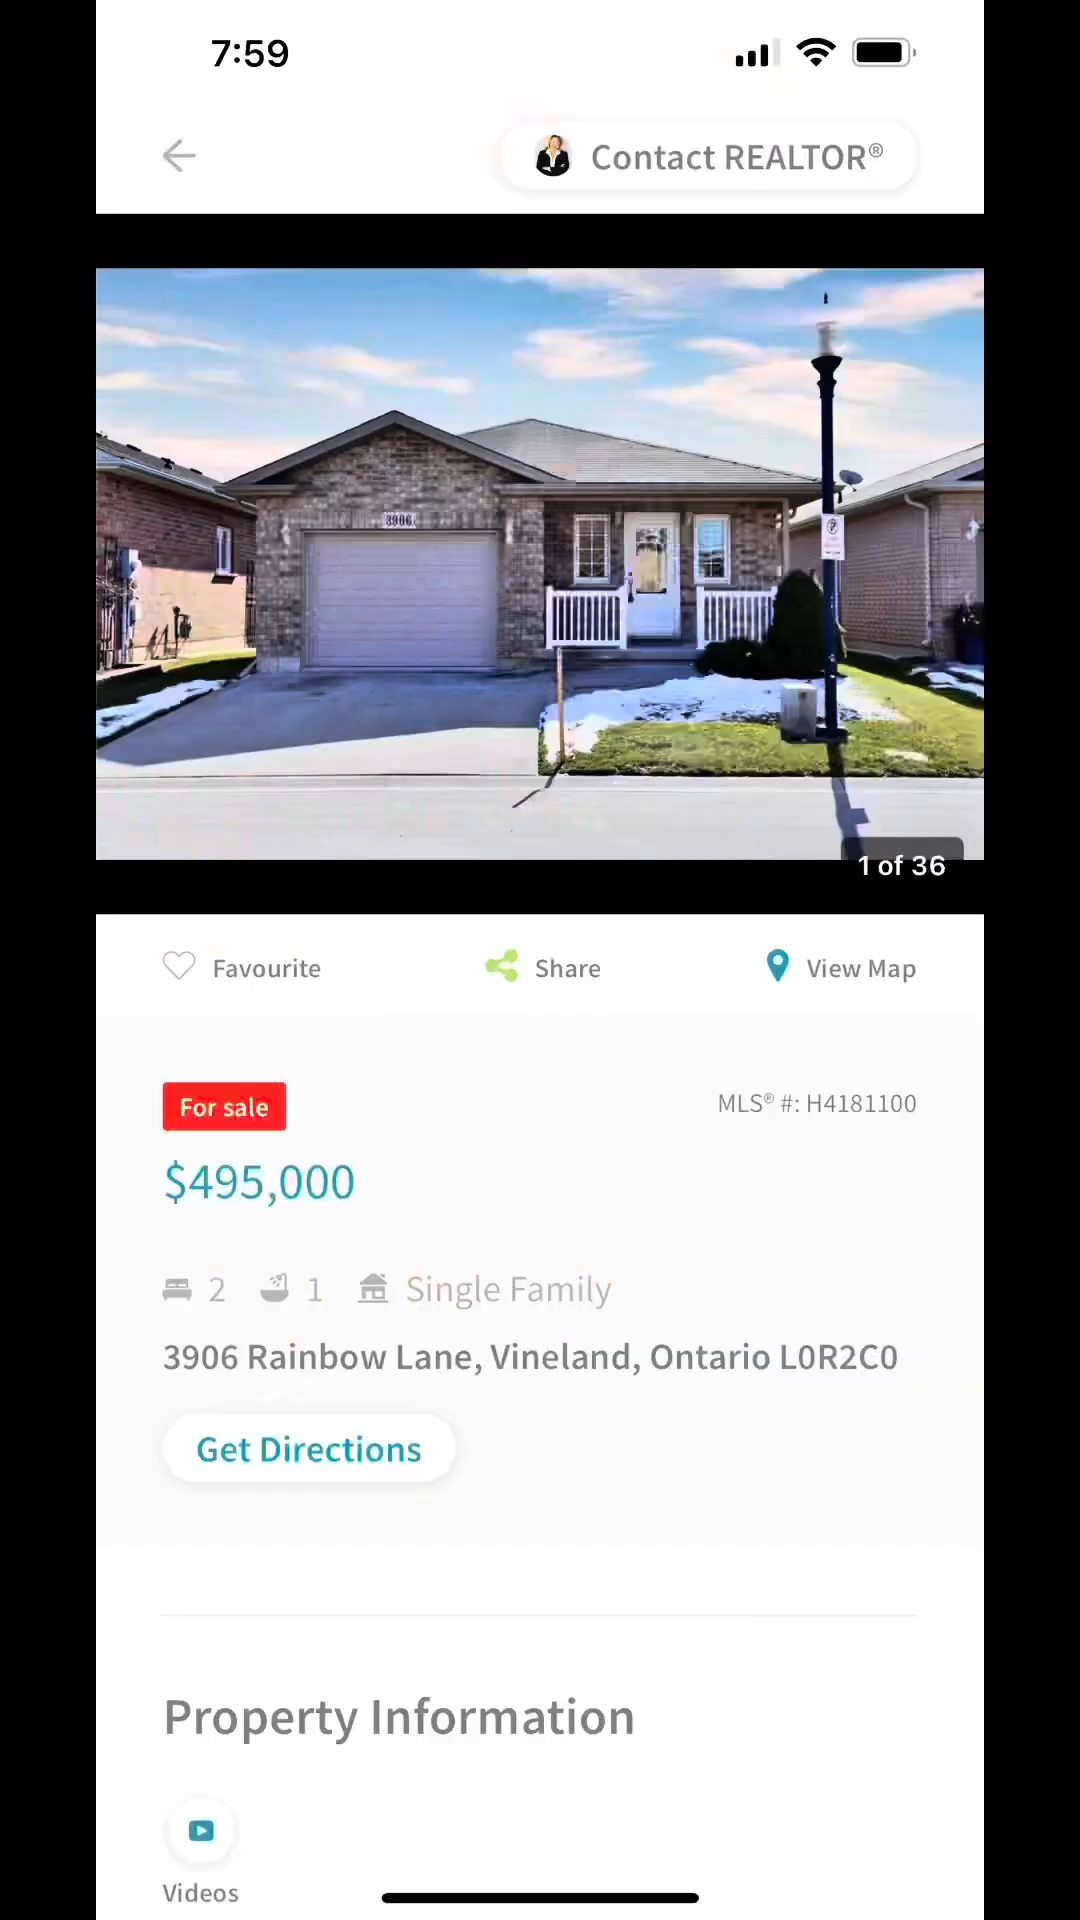 7:59
Contact REALTOR®
3906
1 of 36
Favourite
Share
View Map
For sale
MLS® #: H4181100
$495,000
2
1
Single Family
3906 Rainbow Lane, Vineland, Ontario L0R2C0
Get Directions
Property Information
Videos